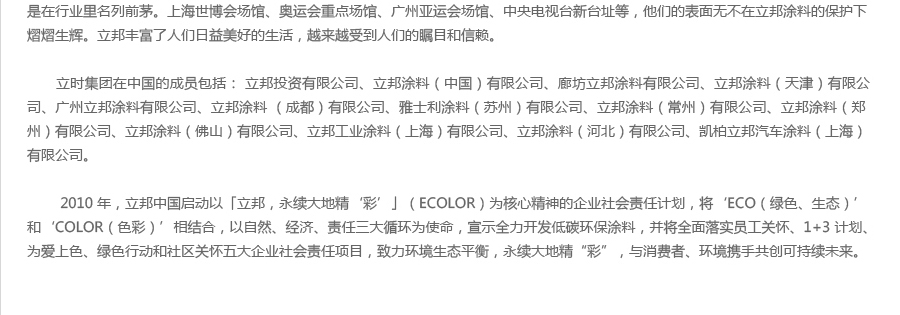 是在行业里名列前茅。上海世博会场馆、奥运会重点场馆、广州亚运会场馆、中央电视台新台址等，他们的表面无不在立邦涂料的保护下
熠熠生辉。立邦丰富了人们日益美好的生活，越来越受到人们的瞩目和信赖。
立时集团在中国的成员包括： 立邦投资有限公司、立邦涂料（中国）有限公司、廊坊立邦涂料有限公司、立邦涂料（天津）有限公
司、广州立邦涂料有限公司、立邦涂料 （成都）有限公司、雅士利涂料（苏州）有限公司、立邦涂料（常州）有限公司、立邦涂料（郑
州）有限公司、立邦涂料（佛山）有限公司、立邦工业涂料（上海）有限公司、立邦涂料（河北）有限公司、凯柏立邦汽车涂料（上海）
有限公司。
2010 年，立邦中国启动以「立邦，永续大地精‘彩’」（ECOLOR）为核心精神的企业社会责任计划，将‘ECO（绿色、生态）’
和‘COLOR（色彩）’相结合，以自然、经济、责任三大循环为使命，宣示全力开发低碳环保涂料，并将全面落实员工关怀、1+3 计划、
为爱上色、绿色行动和社区关怀五大企业社会责任项目，致力环境生态平衡，永续大地精“彩”，与消费者、环境携手共创可持续未来。